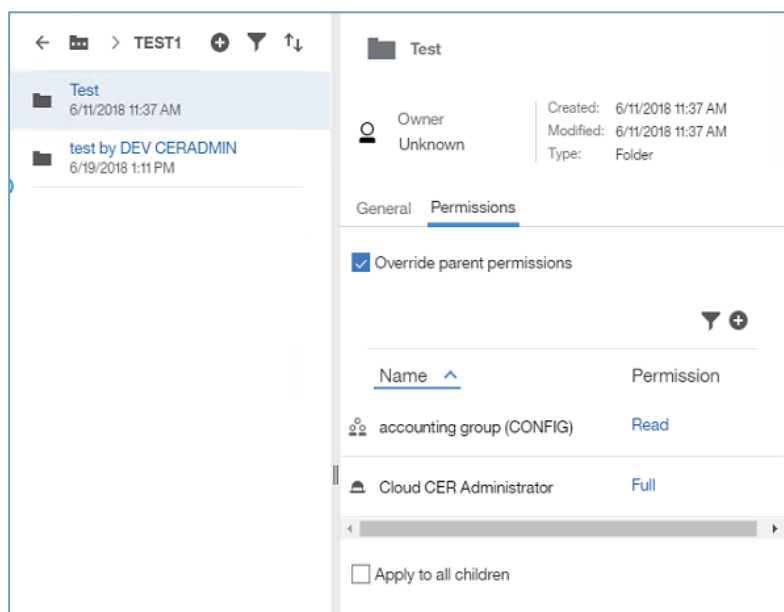 TEST1
Test
6/11/2018 11:37 AM
test by DEV CERADMIN
6/19/2018 1:11 PM
Test
Owner
Unknown
Created: 6/11/2018 11:37 AM
Modified: 6/11/2018 11:37 AM
Type: Folder
General Permissions
Override parent permissions
Name Permission
accounting group (CONFIG) Read
Cloud CER Administrator Full
Apply to all children